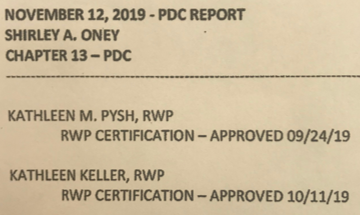 NOVEMBER 12, 2019 - PDC REPORT
SHIRLEY A. ONEY
CHAPTER 13 – PDC
KATHLEEN M. PYSH, RWP
RWP CERTIFICATION – APPROVED 09/24/19
KATHLEEN KELLER, RWP
RWP CERTIFICATION – APPROVED 10/11/19